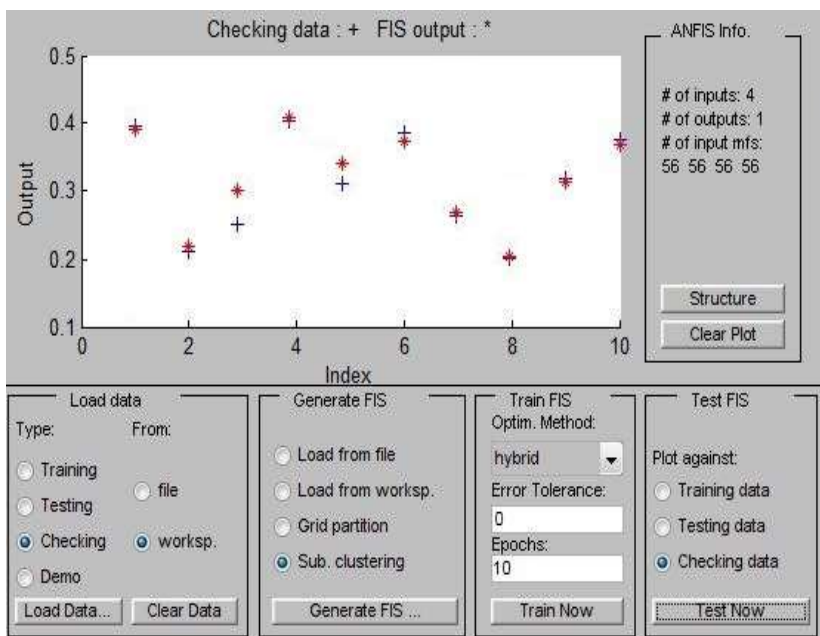 Checking data : +   FIS output : *
0.5
0.4
0.3
0.2
0.1
Output
0 2 4 6 8 10
Index
ANFIS Info.
# of inputs: 4
# of outputs: 1
# of input mfs:
56 56 56 56
Structure
Clear Plot
Load data
Type: From:
Training
file
Testing
Checking
worksp.
Demo
Load Data... Clear Data
Generate FIS
Load from file
Load from worksp.
Grid partition
Sub. clustering
Generate FIS ...
Train FIS
Optim. Method:
hybrid
Error Tolerance:
0
Epochs:
10
Train Now
Test FIS
Plot against:
Training data
Testing data
Checking data
Test Now